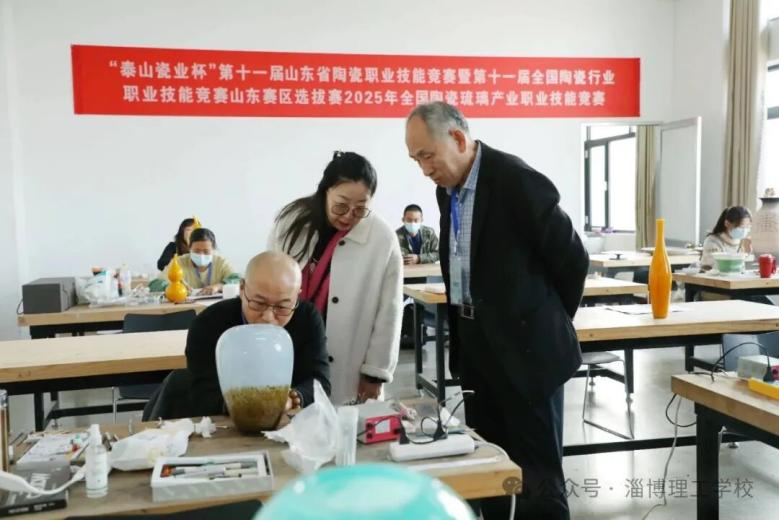 “泰山瓷业杯”第十一届山东省陶瓷职业技能竞赛暨第十一届全国陶瓷行业
职业技能竞赛山东赛区选拔赛2025年全国陶瓷琉璃产业职业技能竞赛
公众号 · 淄博理工学校